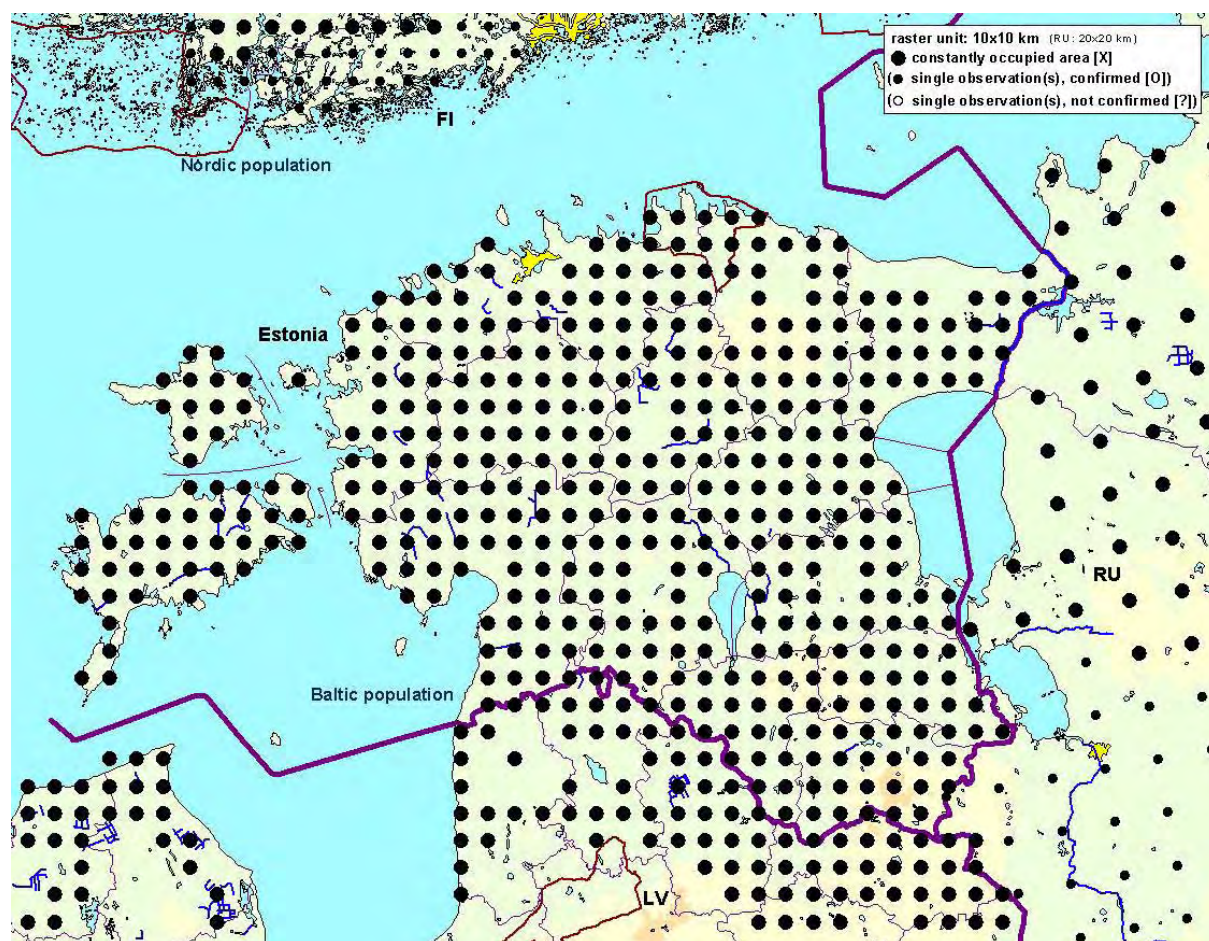 raster unit: 10x10 km (RU: 20x20 km)
constantly occupied area [X]
( single observation(s), confirmed [O])
( single observation(s), not confirmed [?])
FI
Nordic population
Estonia
RU
Baltic population
LV